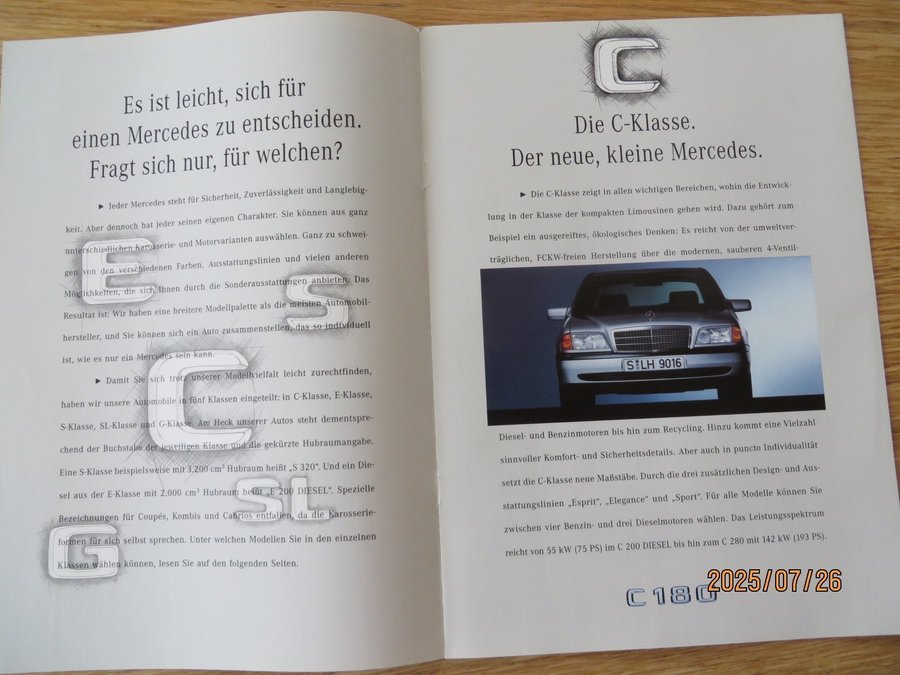 Es ist leicht, sich für
einen Mercedes zu entscheiden.
Fragt sich nur, für welchen?
► Jeder Mercedes steht für Sicherheit, Zuverlässigkeit und Langlebig-
keit. Aber dennoch hat jeder seinen eigenen Charakter. Sie können aus ganz
unterschiedlichen Karosserie- und Motorvarianten auswählen. Ganz zu schwei-
gen von den verschiedenen Farben, Ausstattungslinien und vielen anderen
Möglichkeiten, die sich Ihnen durch die Sonderausstattungen anbieten. Das
Resultat ist: Wir haben eine breitere Modellpalette als die meisten Automobil-
hersteller, und Sie können sich ein Auto zusammenstellen, das so individuell
ist, wie es nur ein Mercedes sein kann.
► Damit Sie sich trotz unserer Modellvielfalt leicht zurechtfinden,
haben wir unsere Automobile in fünf Klassen eingeteilt: in C-Klasse, E-Klasse,
S-Klasse, SL-Klasse und G-Klasse. Am Heck unserer Autos steht dementspre-
chend der Buchstabe der jeweiligen Klasse und die gekürzte Hubraumangabe.
Eine S-Klasse beispielsweise mit 3.200 cm³ Hubraum heißt „S 320“. Und ein Die-
sel aus der E-Klasse mit 2.000 cm³ Hubraum heißt „E 200 DIESEL“. Spezielle
Bezeichnungen für Coupés, Kombis und Cabrios entfallen, da die Karosserie-
formen für sich selbst sprechen. Unter welchen Modellen Sie in den einzelnen
Klassen wählen können, lesen Sie auf den folgenden Seiten.
E
S
C
SL
G
C
Die C-Klasse.
Der neue, kleine Mercedes.
► Die C-Klasse zeigt in allen wichtigen Bereichen, wohin die Entwick-
lung in der Klasse der kompakten Limousinen gehen wird. Dazu gehört zum
Beispiel ein ausgereiftes, ökologisches Denken: Es reicht von der umweltver-
träglichen, FCKW-freien Herstellung über die modernen, sauberen 4-Ventil-
S LH 9016
Diesel- und Benzinmotoren bis hin zum Recycling. Hinzu kommt eine Vielzahl
sinnvoller Komfort- und Sicherheitsdetails. Aber auch in puncto Individualität
setzt die C-Klasse neue Maßstäbe. Durch die drei zusätzlichen Design- und Aus-
stattungslinien „Esprit“, „Elegance“ und „Sport“. Für alle Modelle können Sie
zwischen vier Benzin- und drei Dieselmotoren wählen. Das Leistungsspektrum
reicht von 55 kW (75 PS) im C 200 DIESEL bis hin zum C 280 mit 142 kW (193 PS).
C 180
2025/07/26